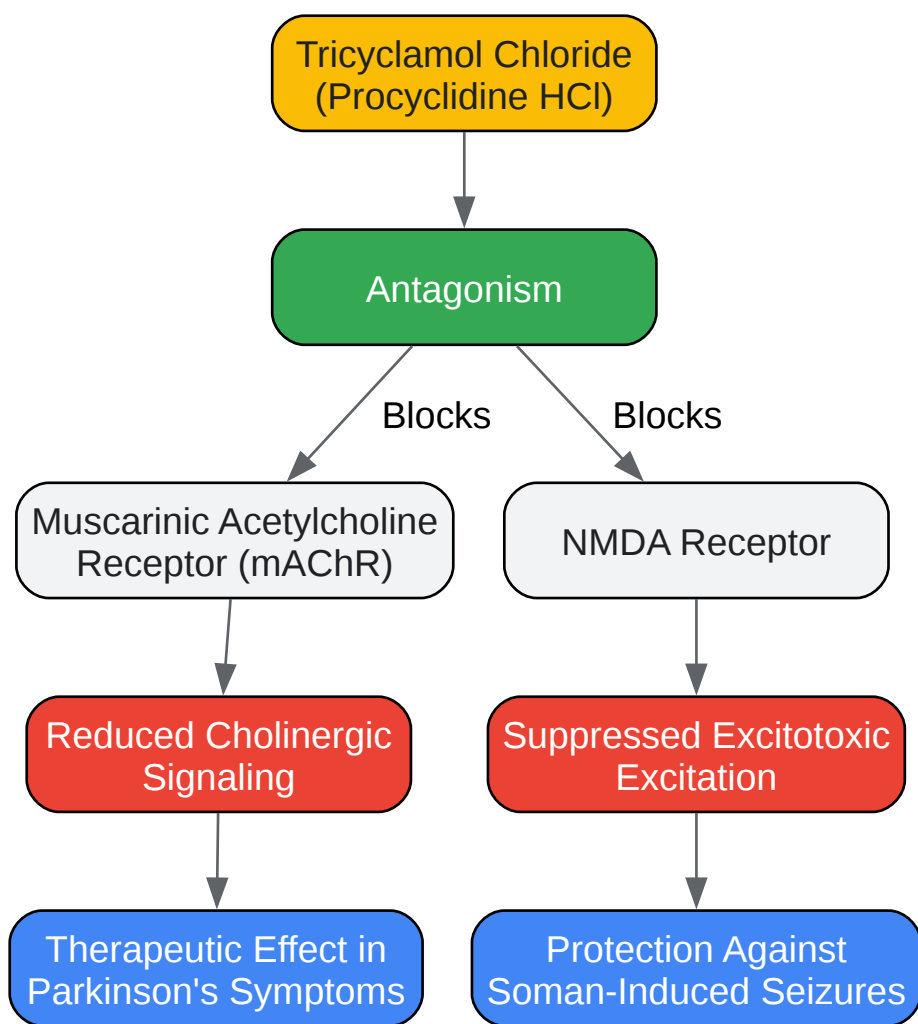 Tricyclamol Chloride
(Procyclidine HCl)
Antagonism
Blocks
Blocks
Muscarinic Acetylcholine
Receptor (mAChR)
NMDA Receptor
Reduced Cholinergic
Signaling
Suppressed Excitotoxic
Excitation
Therapeutic Effect in
Parkinson's Symptoms
Protection Against
Soman-Induced Seizures